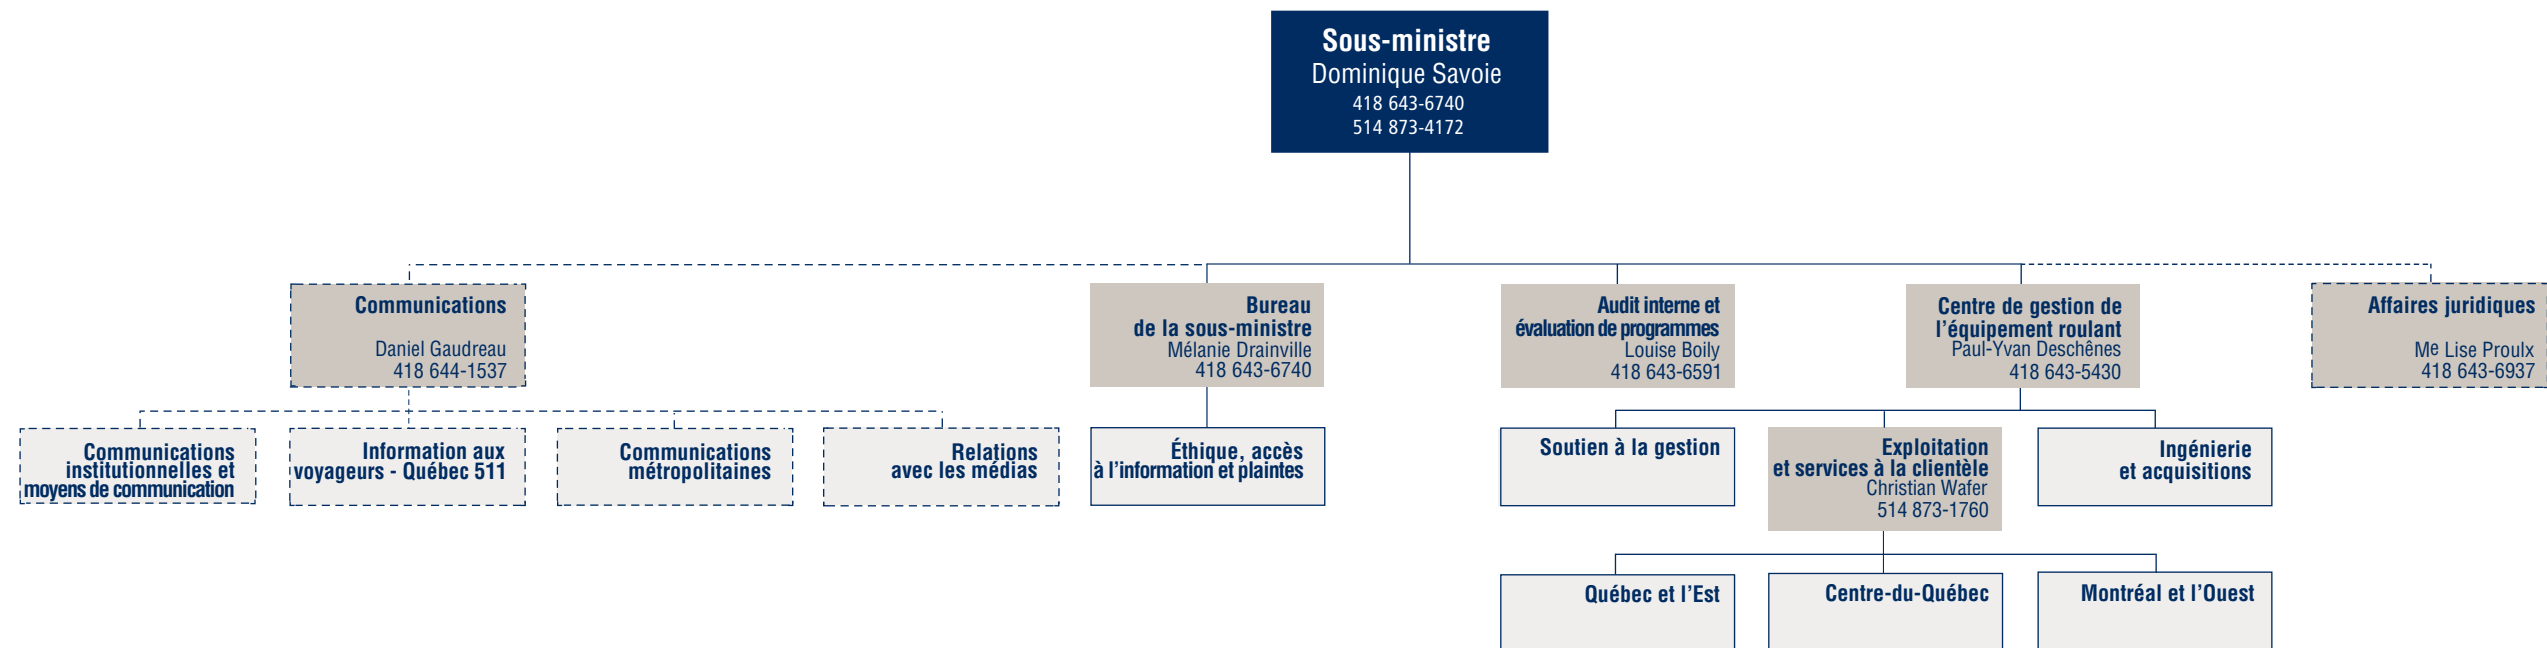 Sous-ministre
Dominique Savoie
418 643-6740
514 873-4172
Communications
Daniel Gaudreau
418 644-1537
Bureau
de la sous-ministre
Mélanie Drainville
418 643-6740
Audit interne et
évaluation de programmes
Louise Boily
418 643-6591
Centre de gestion de
l’équipement roulant
Paul-Yvan Deschênes
418 643-5430
Affaires juridiques
Me Lise Proulx
418 643-6937
Communications
institutionnelles et
moyens de communication
Information aux
voyageurs - Québec 511
Communications
métropolitaines
Relations
avec les médias
Éthique, accès
à l’information et plaintes
Soutien à la gestion
Exploitation
et services à la clientèle
Christian Wafer
514 873-1760
Ingénierie
et acquisitions
Québec et l’Est
Centre-du-Québec
Montréal et l’Ouest